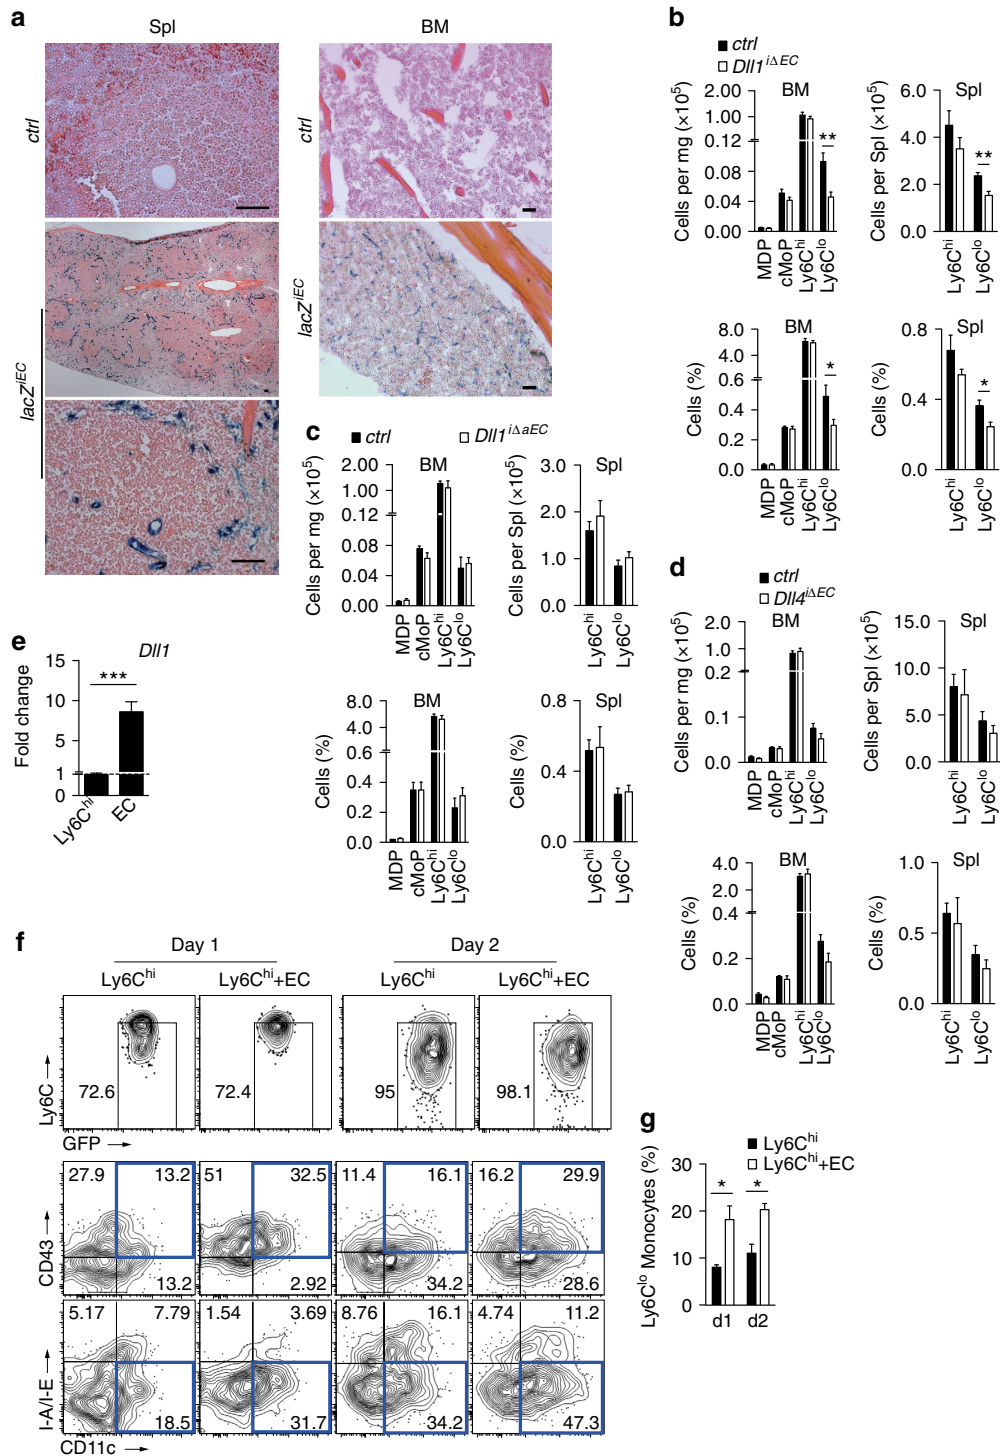 a
Spl
BM
ctrl
ctrl
lacZ^iEC
lacZ^iEC
b
ctrl
Dll1^iΔEC
BM
Cells per mg (×10⁵)
2.00
1.00
0.12
0.08
0.04
0.00
MDP
cMoP
Ly6C^hi
Ly6C^lo
**
Spl
Cells per Spl (×10⁵)
6.0
4.0
2.0
0.0
Ly6C^hi
Ly6C^lo
**
BM
Cells (%)
8.0
4.0
0.6
0.4
0.2
0.0
MDP
cMoP
Ly6C^hi
Ly6C^lo
*
Spl
Cells (%)
0.8
0.4
0.0
Ly6C^hi
Ly6C^lo
*
c
ctrl
Dll1^iΔaEC
BM
Cells per mg (×10⁵)
2.00
1.00
0.12
0.08
0.04
0.00
MDP
cMoP
Ly6C^hi
Ly6C^lo
Spl
Cells per Spl (×10⁵)
3.0
2.0
1.0
0.0
Ly6C^hi
Ly6C^lo
BM
Cells (%)
8.0
4.0
0.6
0.4
0.2
0.0
MDP
cMoP
Ly6C^hi
Ly6C^lo
Spl
Cells (%)
0.8
0.4
0.0
Ly6C^hi
Ly6C^lo
d
ctrl
Dll4^iΔEC
BM
Cells per mg (×10⁵)
2.0
1.0
0.2
0.1
0.0
MDP
cMoP
Ly6C^hi
Ly6C^lo
Spl
Cells per Spl (×10⁵)
15.0
10.0
5.0
0.0
Ly6C^hi
Ly6C^lo
BM
Cells (%)
4.0
2.0
0.4
0.2
0.0
MDP
cMoP
Ly6C^hi
Ly6C^lo
Spl
Cells (%)
1.0
0.5
0.0
Ly6C^hi
Ly6C^lo
e
Dll1
Fold change
15
10
5
1
0
***
Ly6C^hi
EC
f
Day 1
Day 2
Ly6C^hi
Ly6C^hi+EC
Ly6C^hi
Ly6C^hi+EC
Ly6C
72.6
72.4
95
98.1
GFP
CD43
27.9 13.2
13.2
51 32.5
2.92
11.4 16.1
34.2
16.2 29.9
28.6
I-A/I-E
5.17 7.79
18.5
1.54 3.69
31.7
8.76 16.1
34.2
4.74 11.2
47.3
CD11c
g
Ly6C^hi
Ly6C^hi+EC
Ly6C^lo Monocytes (%)
30
20
10
0
*
*
d1
d2